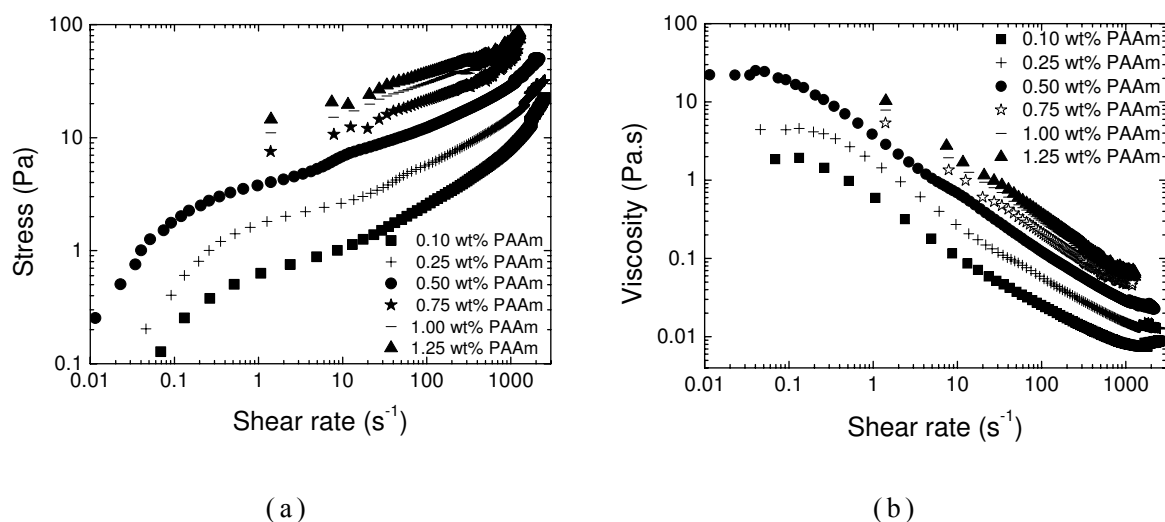 100
10
1
0.1
Stress (Pa)
0.10 wt% PAAm
0.25 wt% PAAm
0.50 wt% PAAm
0.75 wt% PAAm
1.00 wt% PAAm
1.25 wt% PAAm
0.01 0.1 1 10 100 1000
Shear rate (s⁻¹)
(a)
100
10
1
0.1
0.01
Viscosity (Pa.s)
0.10 wt% PAAm
0.25 wt% PAAm
0.50 wt% PAAm
0.75 wt% PAAm
1.00 wt% PAAm
1.25 wt% PAAm
0.01 0.1 1 10 100 1000
Shear rate (s⁻¹)
(b)